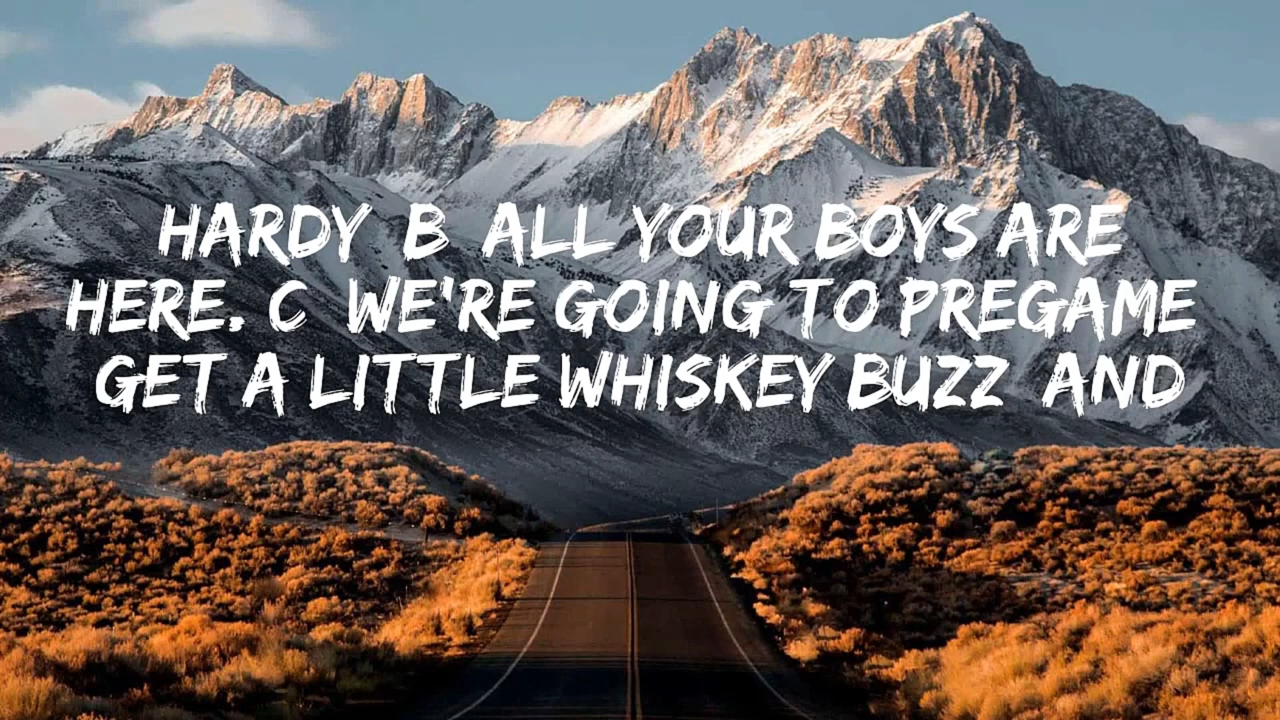 HARDY B ALL YOUR BOYS ARE
HERE. C WE'RE GOING TO PREGAME
GET A LITTLE WHISKEY BUZZ AND